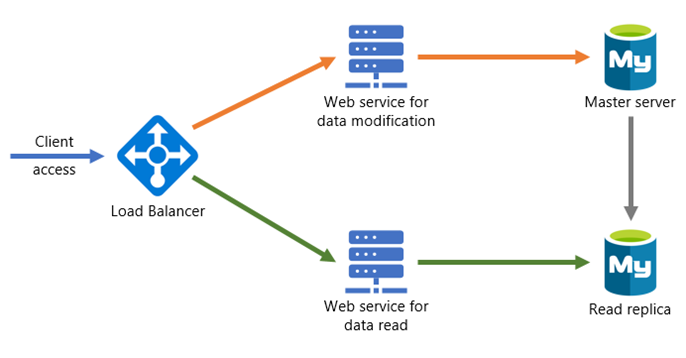 Client
access
Load Balancer
Web service for
data modification
My
Master server
Web service for
data read
My
Read replica